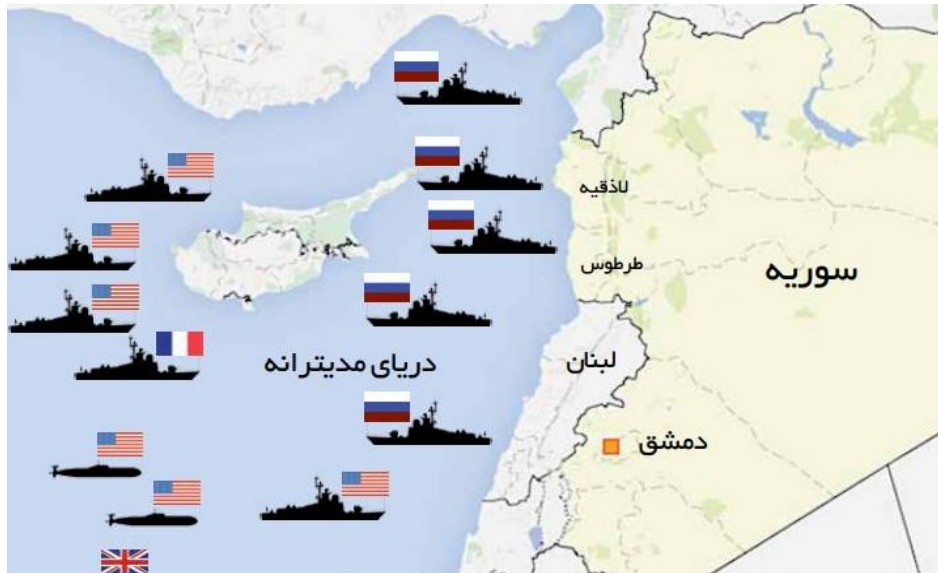 لاذقیه
طرطوس
سوریه
لبنان
دریای مدیترانه
دمشق